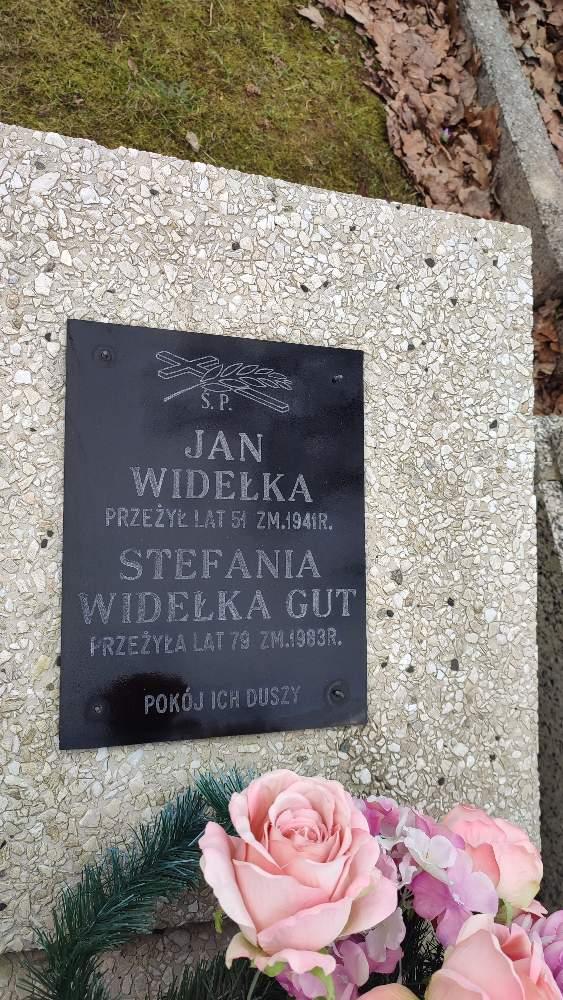 Ś. P.
JAN
WIDEŁKA
PRZEŻYŁ LAT 51 ZM.1941R.
STEFANIA
WIDEŁKA GUT
PRZEŻYŁA LAT 79 ZM.1983R.
POKÓJ ICH DUSZY